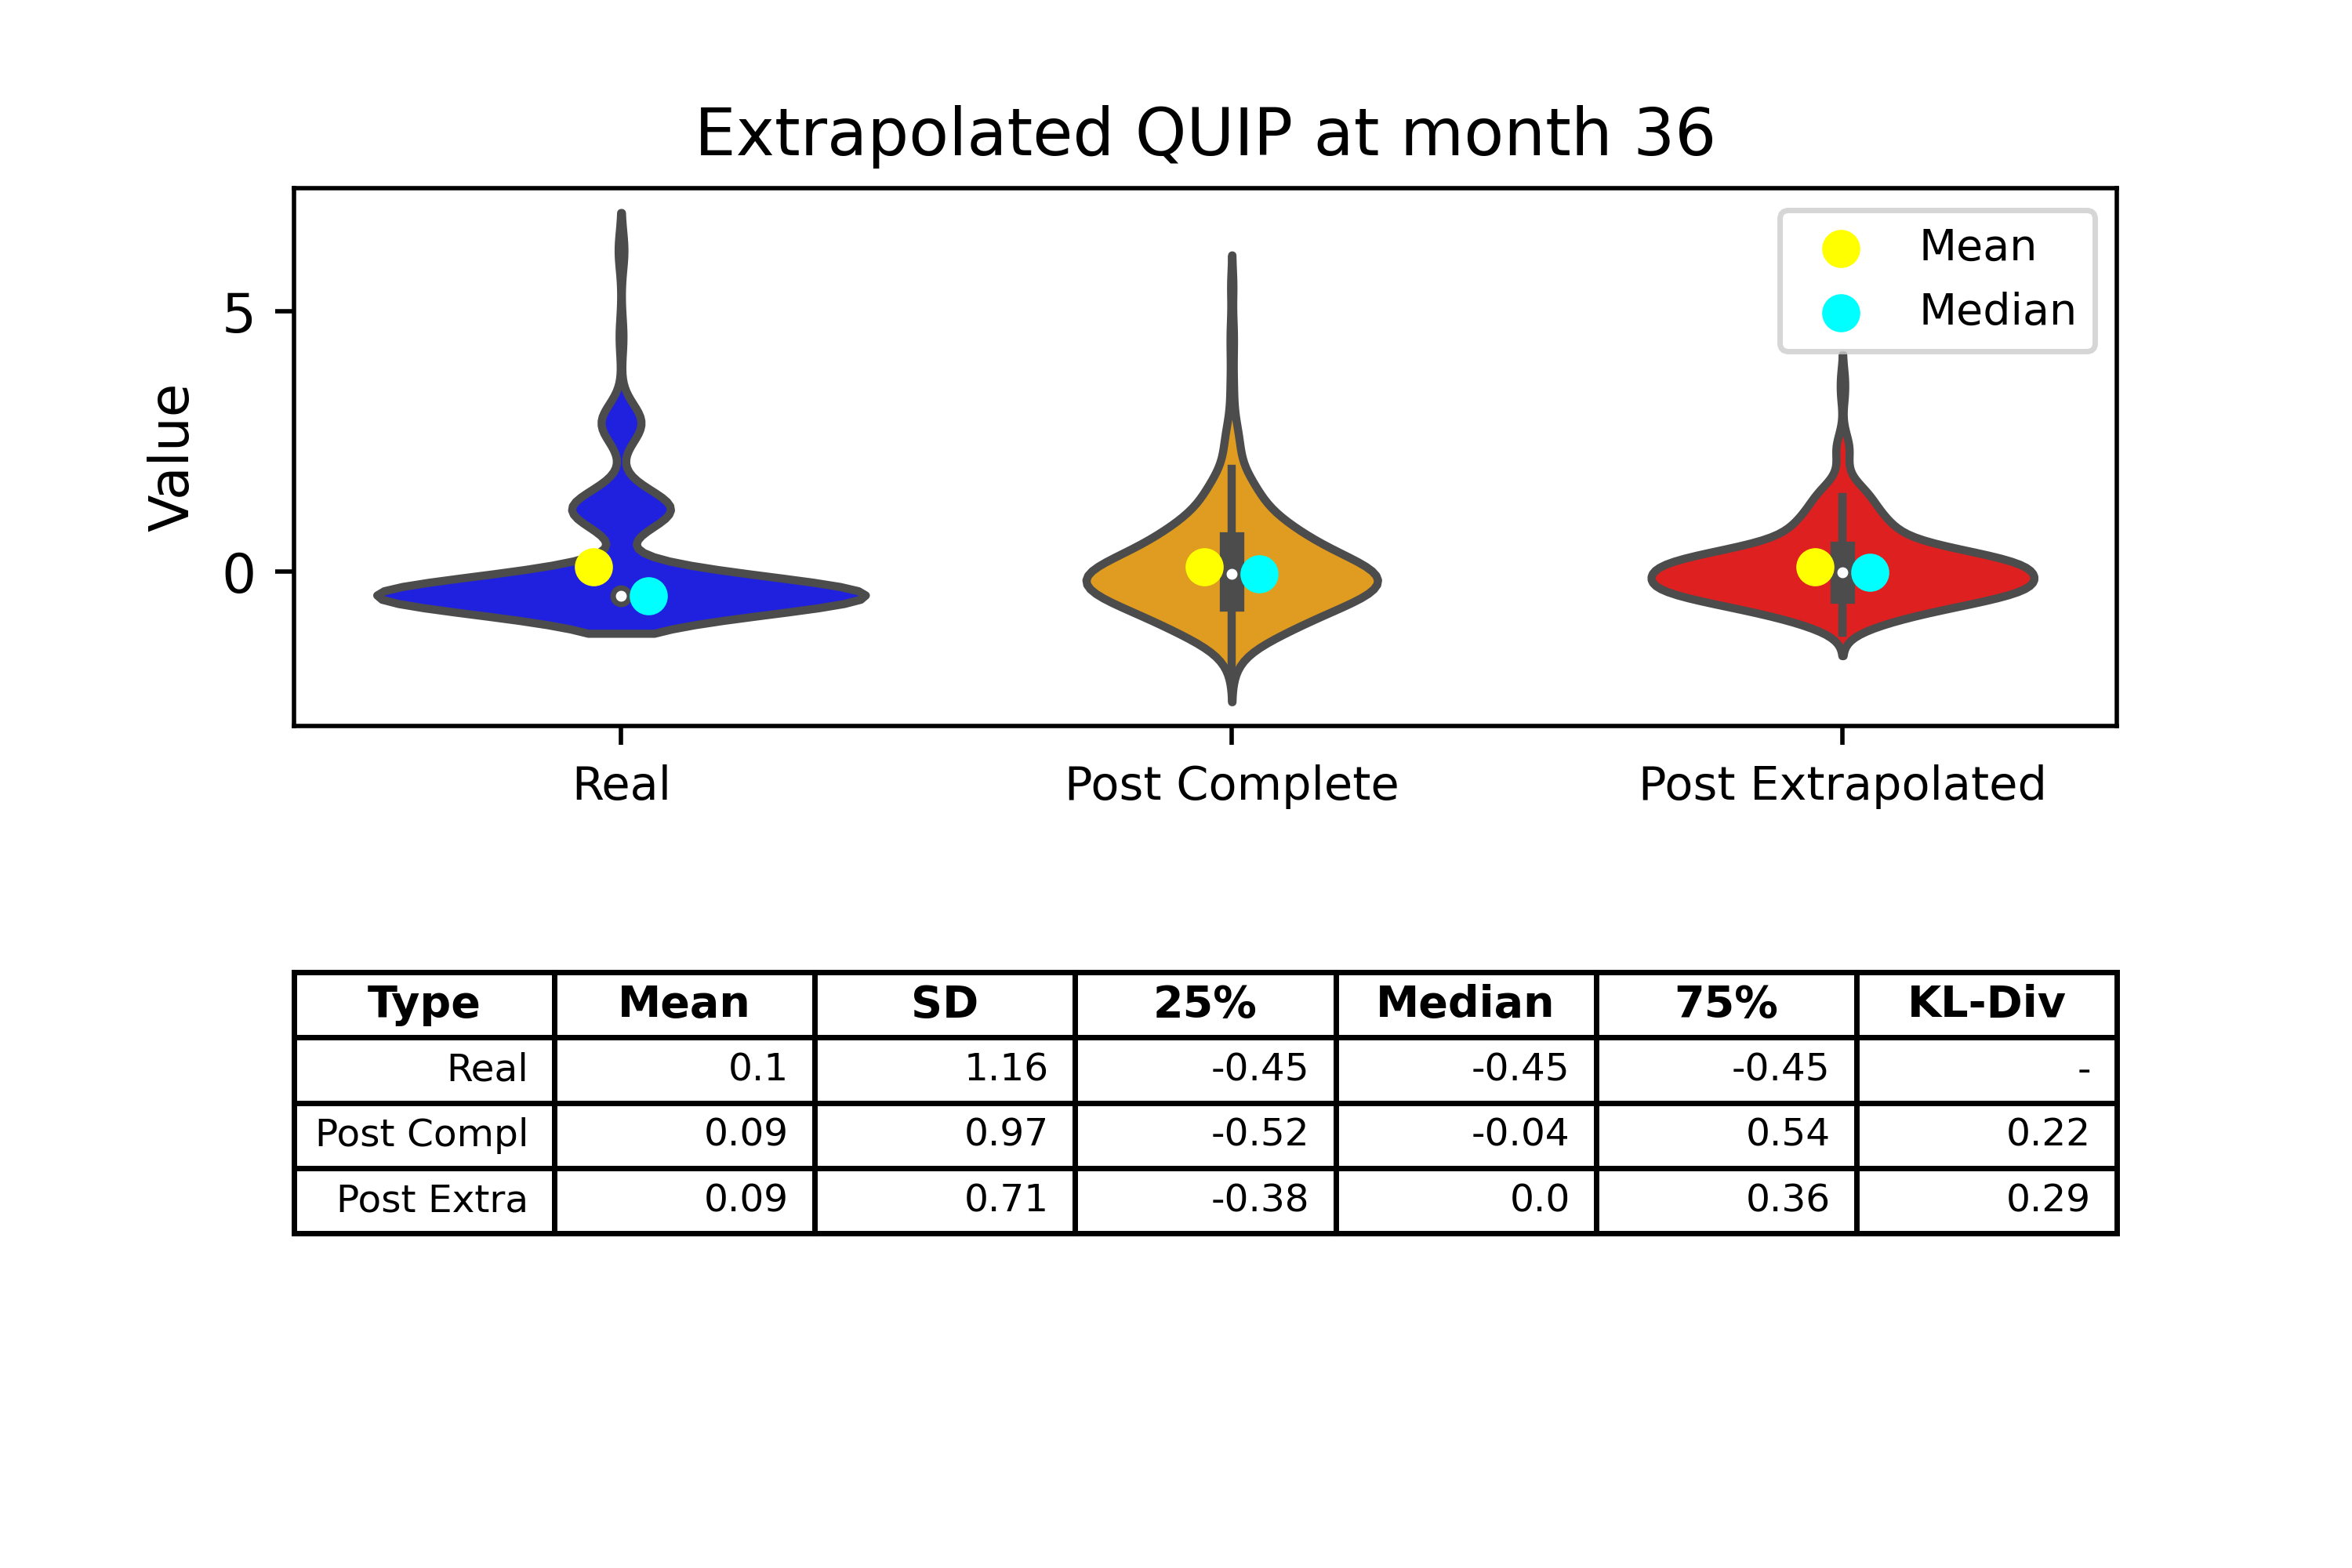 Extrapolated QUIP at month 36
Mean
Median
5
0
Value
Real Post Complete Post Extrapolated
Type Mean SD 25% Median 75% KL-Div
Real 0.1 1.16 -0.45 -0.45 -0.45 -
Post Compl 0.09 0.97 -0.52 -0.04 0.54 0.22
Post Extra 0.09 0.71 -0.38 0.0 0.36 0.29